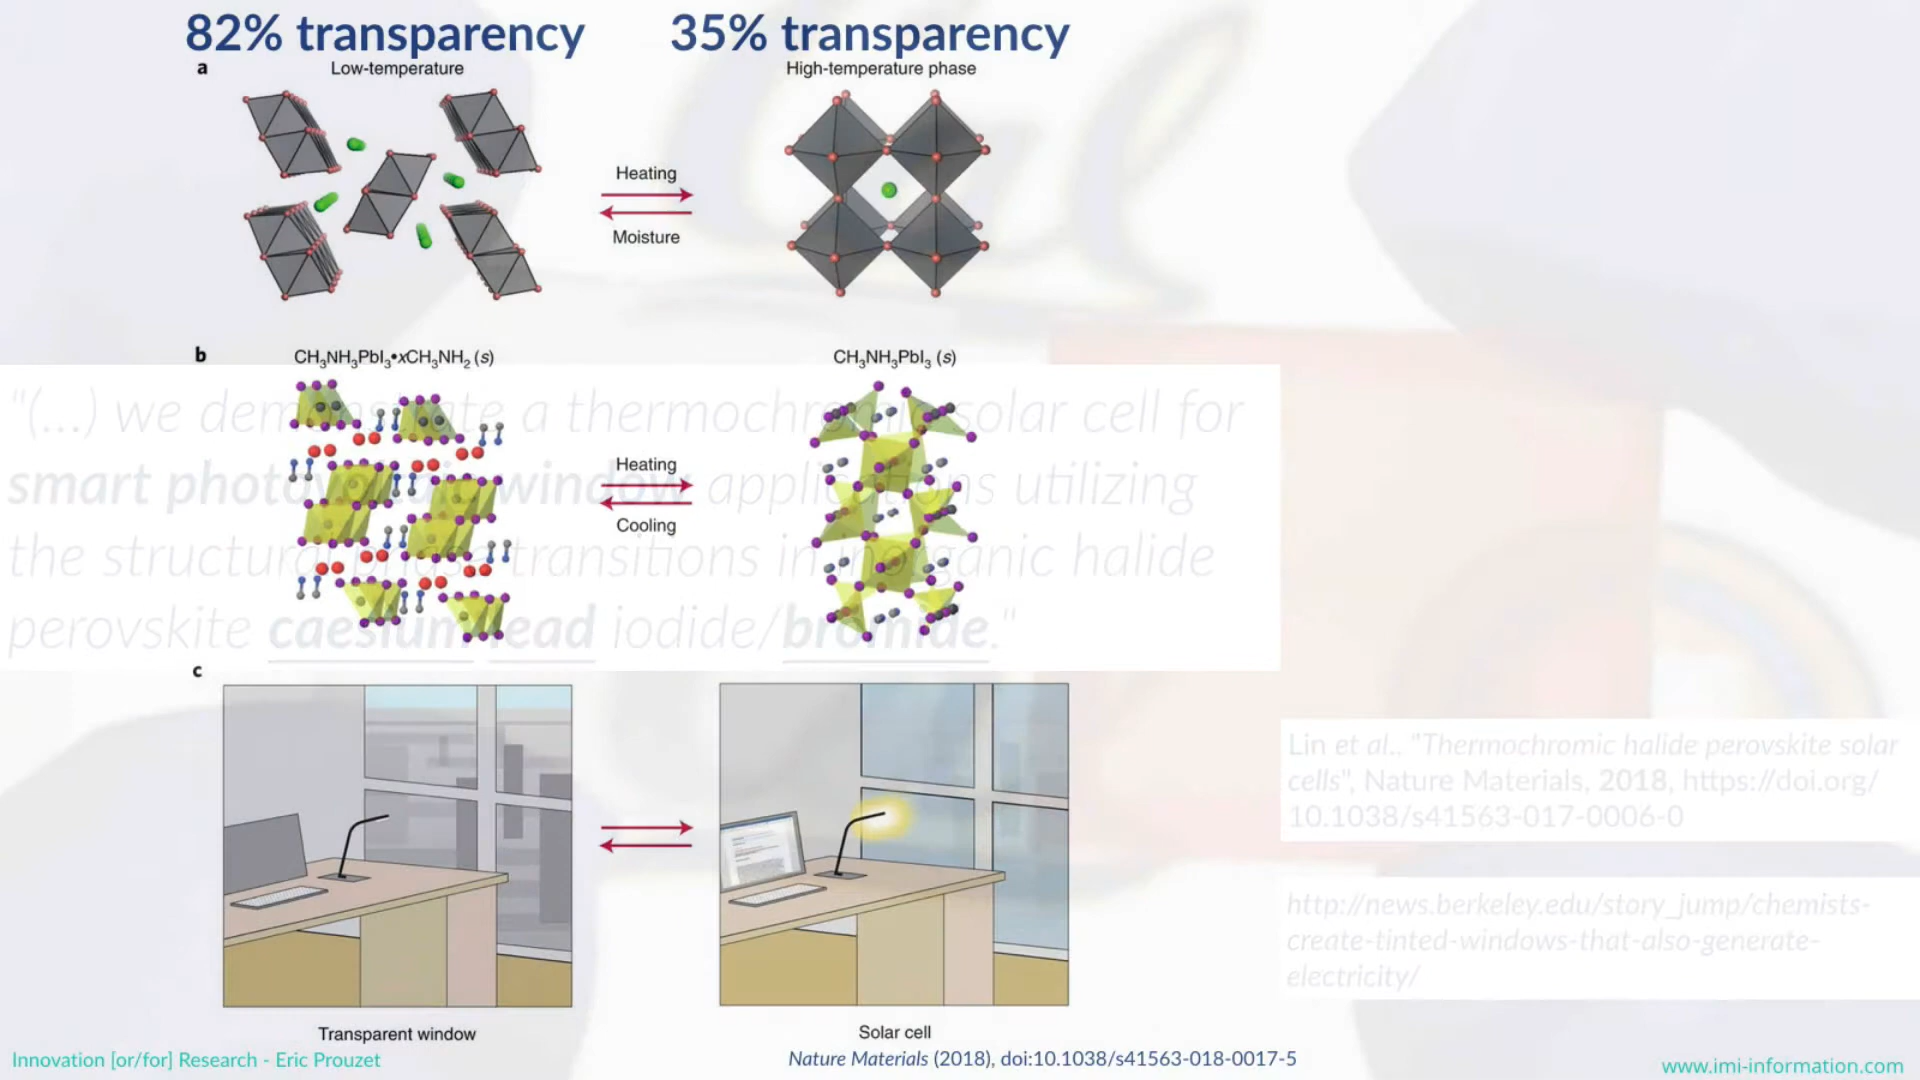 82% transparency
35% transparency
a
Low-temperature
High-temperature phase
Heating
Moisture
b
CH₃NH₃PbI₃•xCH₃NH₂ (s)
CH₃NH₃PbI₃ (s)
"(...) we demonstrate a thermochromic solar cell for
smart photovoltaic window applications utilizing
the structural phase transitions in inorganic halide
perovskite caesium lead iodide/bromide."
Heating
Cooling
c
Lin et al., "Thermochromic halide perovskite solar
cells", Nature Materials, 2018, https://doi.org/
10.1038/s41563-017-0006-0
http://news.berkeley.edu/story_jump/chemists-
create-tinted-windows-that-also-generate-
electricity/
Transparent window
Solar cell
Innovation [or/for] Research - Eric Prouzet
Nature Materials (2018), doi:10.1038/s41563-018-0017-5
www.imi-information.com